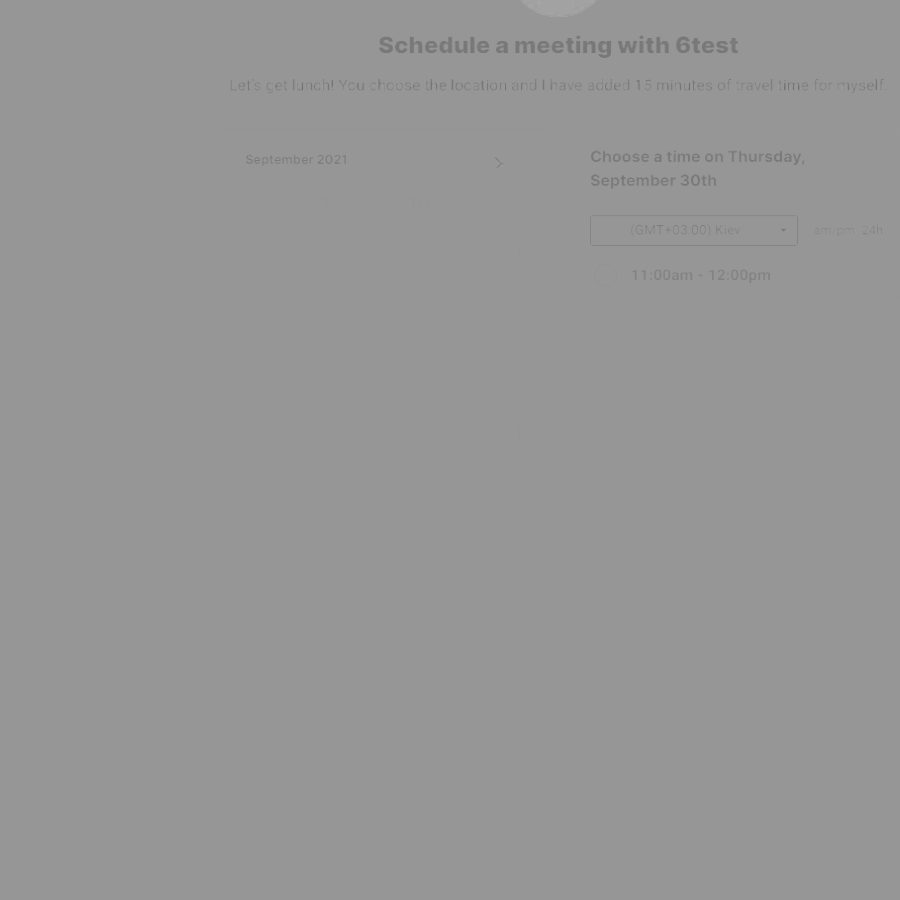 Schedule a meeting with 6test
Let's get lunch! You choose the location and I have added 15 minutes of travel time for myself.
September 2021
Choose a time on Thursday,
September 30th
(GMT+03:00) Kiev
am/pm 24h
11:00am - 12:00pm